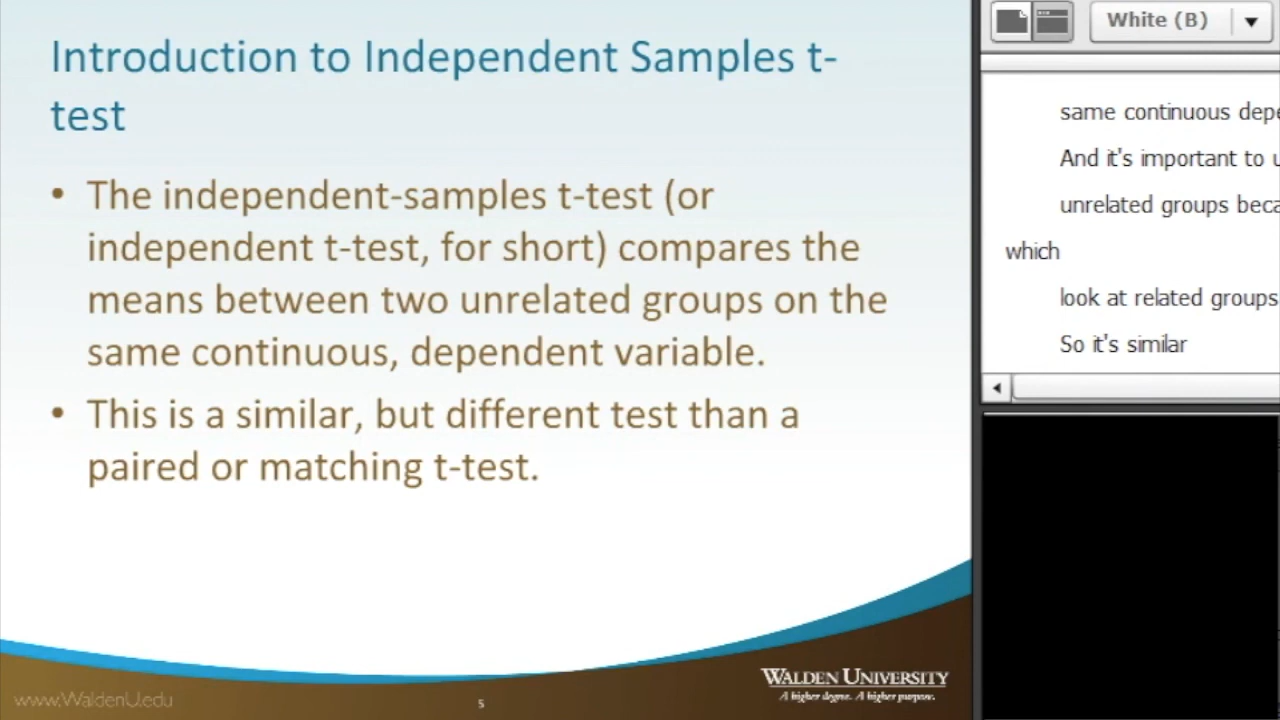 Introduction to Independent Samples t-
test
• The independent-samples t-test (or
independent t-test, for short) compares the
means between two unrelated groups on the
same continuous, dependent variable.
• This is a similar, but different test than a
paired or matching t-test.
www.WaldenU.edu
5
WALDEN UNIVERSITY
A higher degree. A higher purpose.
White (B)
same continuous depe
And it's important to u
unrelated groups beca
which
look at related groups
So it's similar